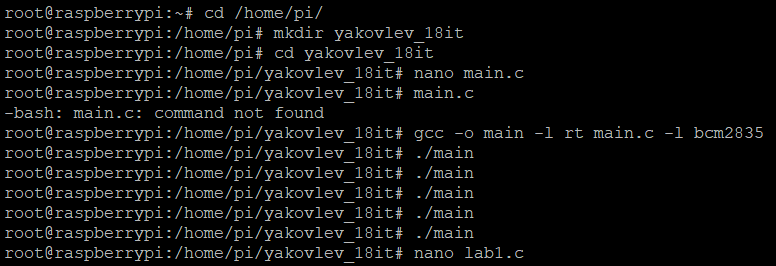 root@raspberrypi:~# cd /home/pi/
root@raspberrypi:/home/pi# mkdir yakovlev_18it
root@raspberrypi:/home/pi# cd yakovlev_18it
root@raspberrypi:/home/pi/yakovlev_18it# nano main.c
root@raspberrypi:/home/pi/yakovlev_18it# main.c
-bash: main.c: command not found
root@raspberrypi:/home/pi/yakovlev_18it# gcc -o main -l rt main.c -l bcm2835
root@raspberrypi:/home/pi/yakovlev_18it# ./main
root@raspberrypi:/home/pi/yakovlev_18it# ./main
root@raspberrypi:/home/pi/yakovlev_18it# ./main
root@raspberrypi:/home/pi/yakovlev_18it# ./main
root@raspberrypi:/home/pi/yakovlev_18it# ./main
root@raspberrypi:/home/pi/yakovlev_18it# nano lab1.c